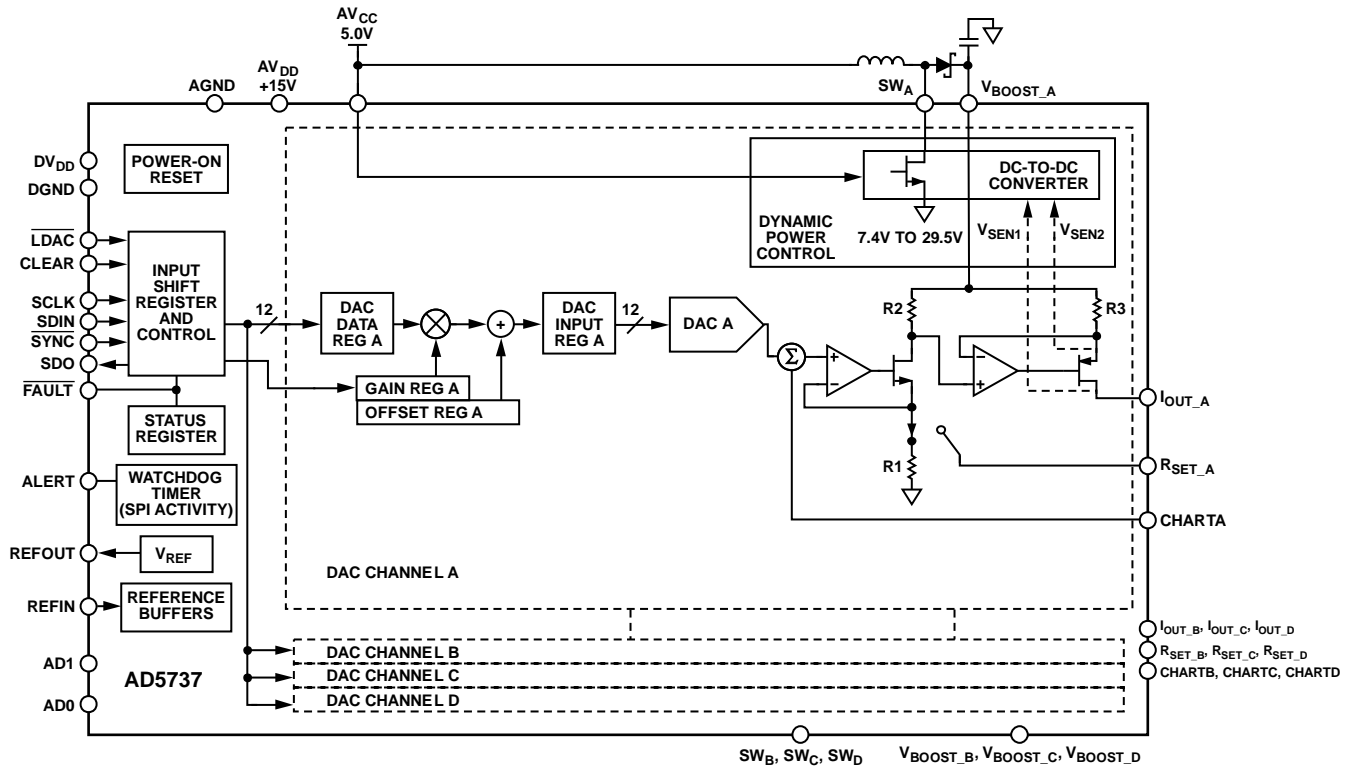 AVCC
5.0V
AVDD
+15V
AGND
SWA
VBOOST_A
DVDD
DGND
POWER-ON
RESET
LDAC
CLEAR
SCLK
SDIN
SYNC
SDO
FAULT
INPUT
SHIFT
REGISTER
AND
CONTROL
STATUS
REGISTER
ALERT
WATCHDOG
TIMER
(SPI ACTIVITY)
REFOUT
VREF
REFIN
REFERENCE
BUFFERS
AD1
AD0
AD5737
12
DAC
DATA
REG A
GAIN REG A
OFFSET REG A
+
DAC
INPUT
REG A
12
DAC A
Σ
+
–
DYNAMIC
POWER
CONTROL
DC-TO-DC
CONVERTER
7.4V TO 29.5V
VSEN1
VSEN2
R2
R3
–
+
R1
IOUT_A
RSET_A
CHARTA
DAC CHANNEL A
DAC CHANNEL B
DAC CHANNEL C
DAC CHANNEL D
IOUT_B, IOUT_C, IOUT_D
RSET_B, RSET_C, RSET_D
CHARTB, CHARTC, CHARTD
SWB, SWC, SWD
VBOOST_B, VBOOST_C, VBOOST_D